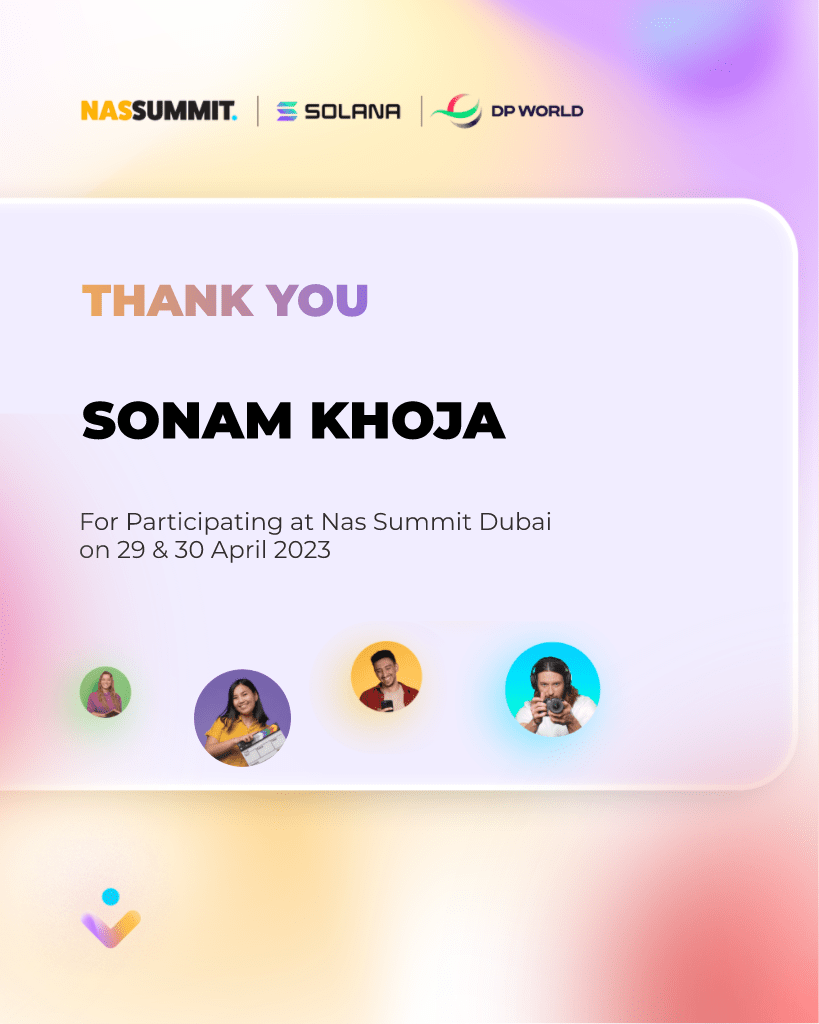 NASSUMMIT. SOLANA DP WORLD
THANK YOU
SONAM KHOJA
For Participating at Nas Summit Dubai
on 29 & 30 April 2023